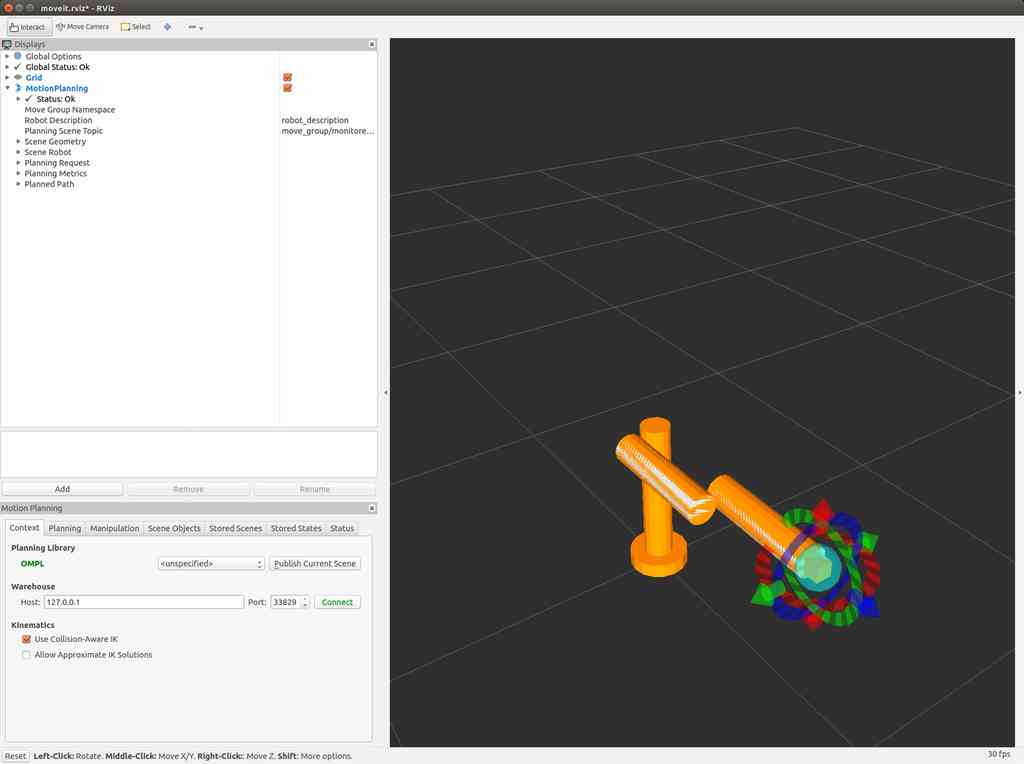 moveit.rviz* - RViz
Interact Move Camera Select
Displays
Global Options
Global Status: Ok
Grid
MotionPlanning
Status: Ok
Move Group Namespace
Robot Description robot_description
Planning Scene Topic move_group/monitore...
Scene Geometry
Scene Robot
Planning Request
Planning Metrics
Planned Path
Add Remove Rename
Motion Planning
Context Planning Manipulation Scene Objects Stored Scenes Stored States Status
Planning Library
OMPL <unspecified> Publish Current Scene
Warehouse
Host: 127.0.0.1 Port: 33829 Connect
Kinematics
Use Collision-Aware IK
Allow Approximate IK Solutions
Reset Left-Click: Rotate. Middle-Click: Move X/Y. Right-Click:: Move Z. Shift: More options. 30 fps